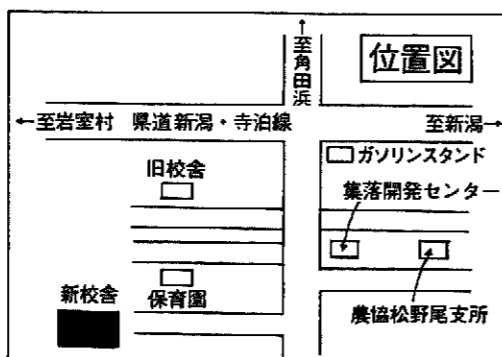 ↑
至角田浜
位置図
←至岩室村 県道新潟・寺泊線 至新潟→
ガソリンスタンド
旧校舎
集落開発センター
新校舎
保育園
農協松野尾支所